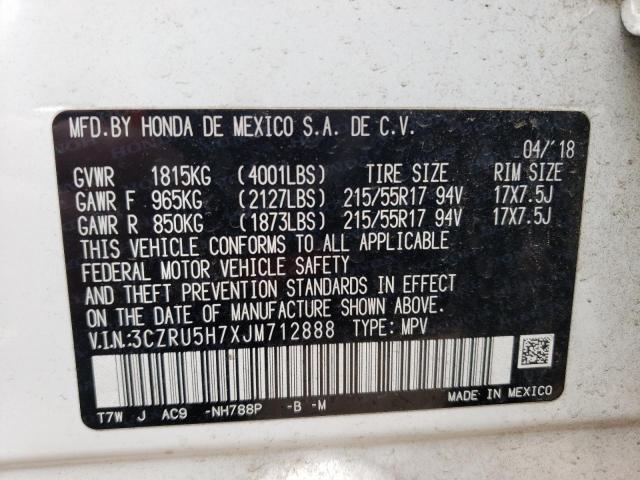 MFD.BY HONDA DE MEXICO S.A. DE C.V.
04/'18
GVWR 1815KG (4001LBS) TIRE SIZE RIM SIZE
GAWR F 965KG (2127LBS) 215/55R17 94V 17X7.5J
GAWR R 850KG (1873LBS) 215/55R17 94V 17X7.5J
THIS VEHICLE CONFORMS TO ALL APPLICABLE
FEDERAL MOTOR VEHICLE SAFETY
AND THEFT PREVENTION STANDARDS IN EFFECT
ON THE DATE OF MANUFACTURE SHOWN ABOVE.
V.I.N.:3CZRU5H7XJM712888 TYPE: MPV
T7W J AC9 -NH788P -B -M
MADE IN MEXICO